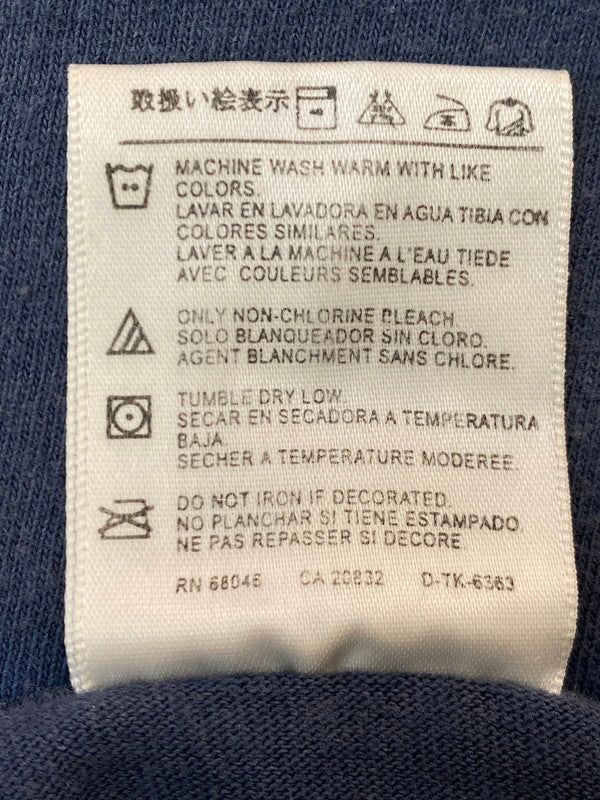 取扱い絵表示
MACHINE WASH WARM WITH LIKE
COLORS.
LAVAR EN LAVADORA EN AGUA TIBIA CON
COLORES SIMILARES.
LAVER A LA MACHINE A L'EAU TIEDE
AVEC COULEURS SEMBLABLES.
ONLY NON-CHLORINE BLEACH.
SOLO BLANQUEADOR SIN CLORO.
AGENT BLANCHMENT SANS CHLORE.
TUMBLE DRY LOW.
SECAR EN SECADORA A TEMPERATURA
BAJA.
SECHER A TEMPERATURE MODEREE.
DO NOT IRON IF DECORATED.
NO PLANCHAR SI TIENE ESTAMPADO.
NE PAS REPASSER SI DECORE
RN 68046 CA 20832 D-TK-6363